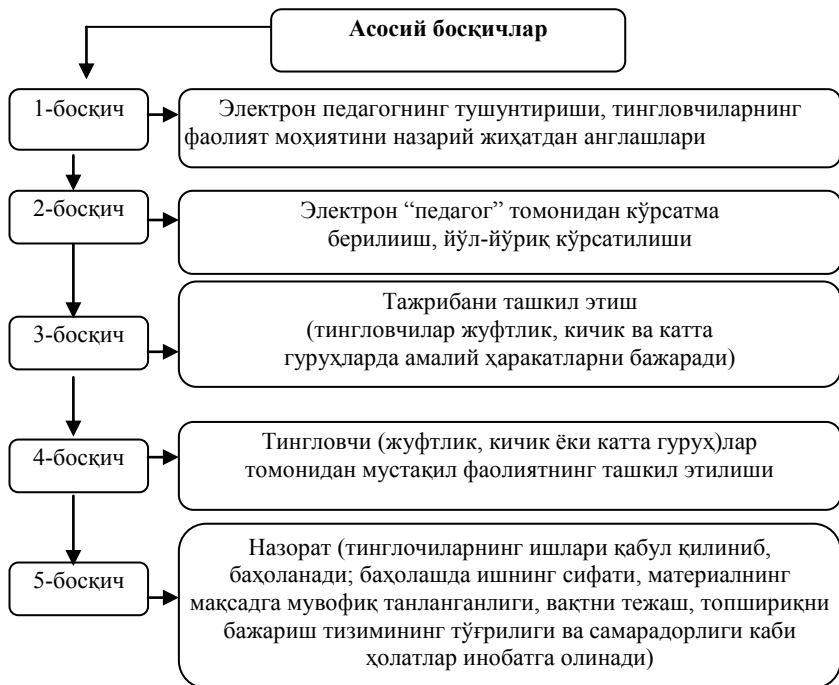 Асосий босқичлар
1-босқич
Электрон педагогнинг тушунтириши, тингловчиларнинг
фаолият моҳиятини назарий жиҳатдан англашлари
2-босқич
Электрон “педагог” томонидан кўрсатма
берилииш, йўл-йўриқ кўрсатилиши
3-босқич
Тажрибани ташкил этиш
(тингловчилар жуфтлик, кичик ва катта
гуруҳларда амалий ҳаракатларни бажаради)
4-босқич
Тингловчи (жуфтлик, кичик ёки катта гуруҳ)лар
томонидан мустақил фаолиятнинг ташкил этилиши
5-босқич
Назорат (тинглочиларнинг ишлари қабул қилиниб,
баҳоланади; баҳолашда ишнинг сифати, материалнинг
мақсадга мувофиқ танланганлиги, вақтни тежаш, топшириқни
бажариш тизимининг тўғрилиги ва самарадорлиги каби
ҳолатлар инобатга олинади)